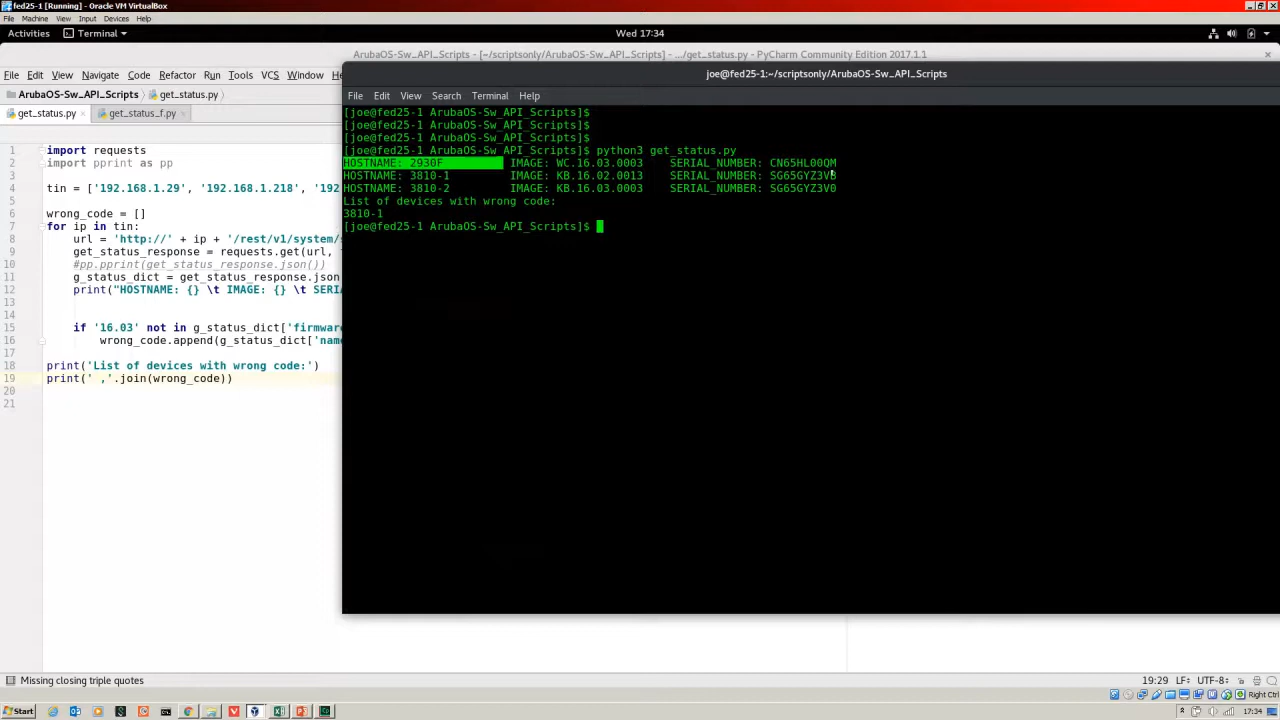 fed25-1 [Running] - Oracle VM VirtualBox
File Machine View Input Devices Help
Activities Terminal Wed 17:34
ArubaOS-Sw_API_Scripts - [~/scriptsonly/ArubaOS-Sw_API_Scripts] - .../get_status.py - PyCharm Community Edition 2017.1.1
File Edit View Navigate Code Refactor Run Tools VCS Window He
ArubaOS-Sw_API_Scripts get_status.py
get_status.py get_status_f.py
1 import requests
2 import pprint as pp
3
4 tin = ['192.168.1.29', '192.168.1.218', '192
5
6 wrong_code = []
7 for ip in tin:
8 url = 'http://' + ip + '/rest/v1/system/s
9 get_status_response = requests.get(url,
10 #pp.pprint(get_status_response.json())
11 g_status_dict = get_status_response.json
12 print("HOSTNAME: {} \t IMAGE: {} \t SERI
13
14
15 if '16.03' not in g_status_dict['firmwar
16 wrong_code.append(g_status_dict['nam
17
18 print('List of devices with wrong code:')
19 print(' ,'.join(wrong_code))
20
21
joe@fed25-1:~/scriptsonly/ArubaOS-Sw_API_Scripts
File Edit View Search Terminal Help
[joe@fed25-1 ArubaOS-Sw_API_Scripts]$
[joe@fed25-1 ArubaOS-Sw_API_Scripts]$
[joe@fed25-1 ArubaOS-Sw_API_Scripts]$
[joe@fed25-1 ArubaOS-Sw_API_Scripts]$ python3 get_status.py
HOSTNAME: 2930F IMAGE: WC.16.03.0003 SERIAL_NUMBER: CN65HL00QM
HOSTNAME: 3810-1 IMAGE: KB.16.02.0013 SERIAL_NUMBER:
HOSTNAME: 3810-2 IMAGE: KB.16.03.0003 SERIAL_NUMBER: SG65GYZ3V0
List of devices with wrong code:
3810-1
[joe@fed25-1 ArubaOS-Sw_API_Scripts]$
Missing closing triple quotes 19:29 LF÷ UTF-8÷
Right Ctrl
Start 17:34